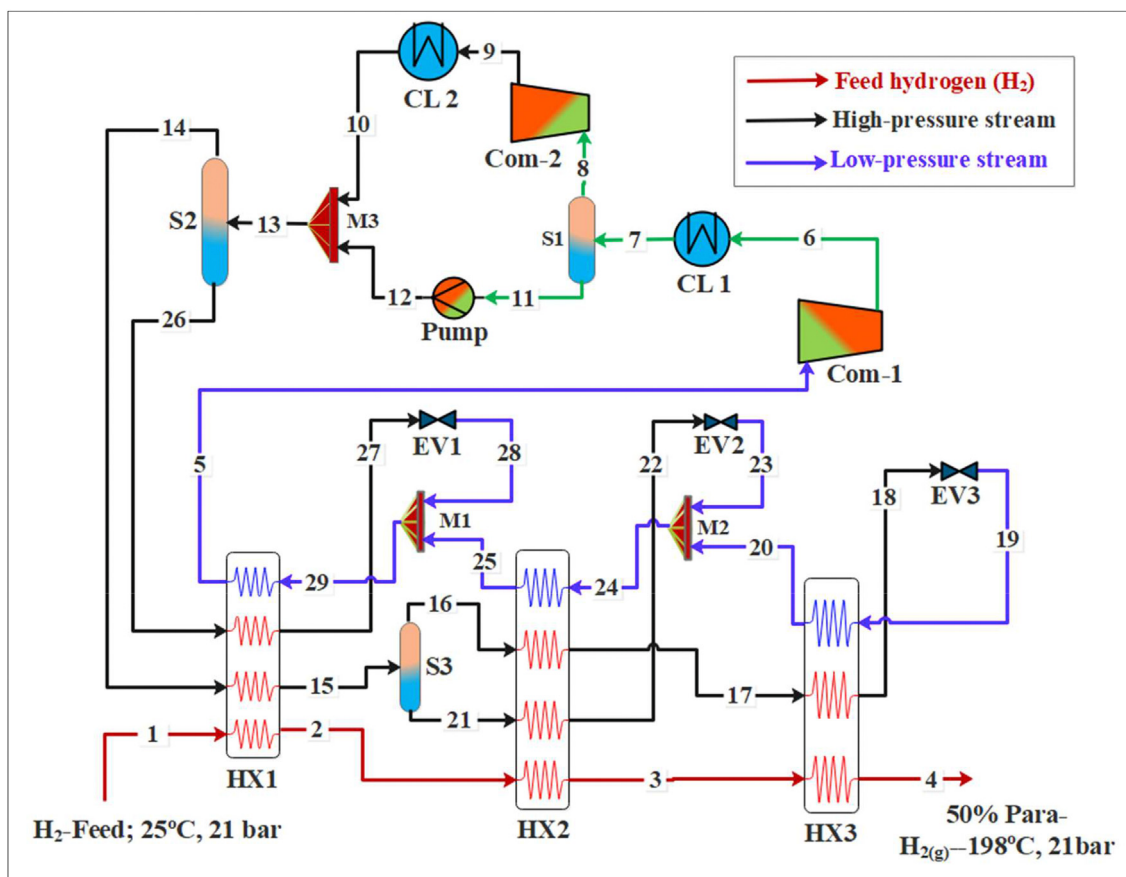 Feed hydrogen (H₂)
High-pressure stream
Low-pressure stream
9
CL 2
14
10
Com-2
8
S2
13
M3
S1
7
CL 1
6
12
11
Pump
26
Com-1
27
EV1
28
22
EV2
23
5
18
EV3
19
M1
M2
25
20
29
24
16
S3
15
17
21
1
2
3
4
HX1
HX2
HX3
H₂-Feed; 25ºC, 21 bar
50% Para-
H₂₍g₎--198ºC, 21bar